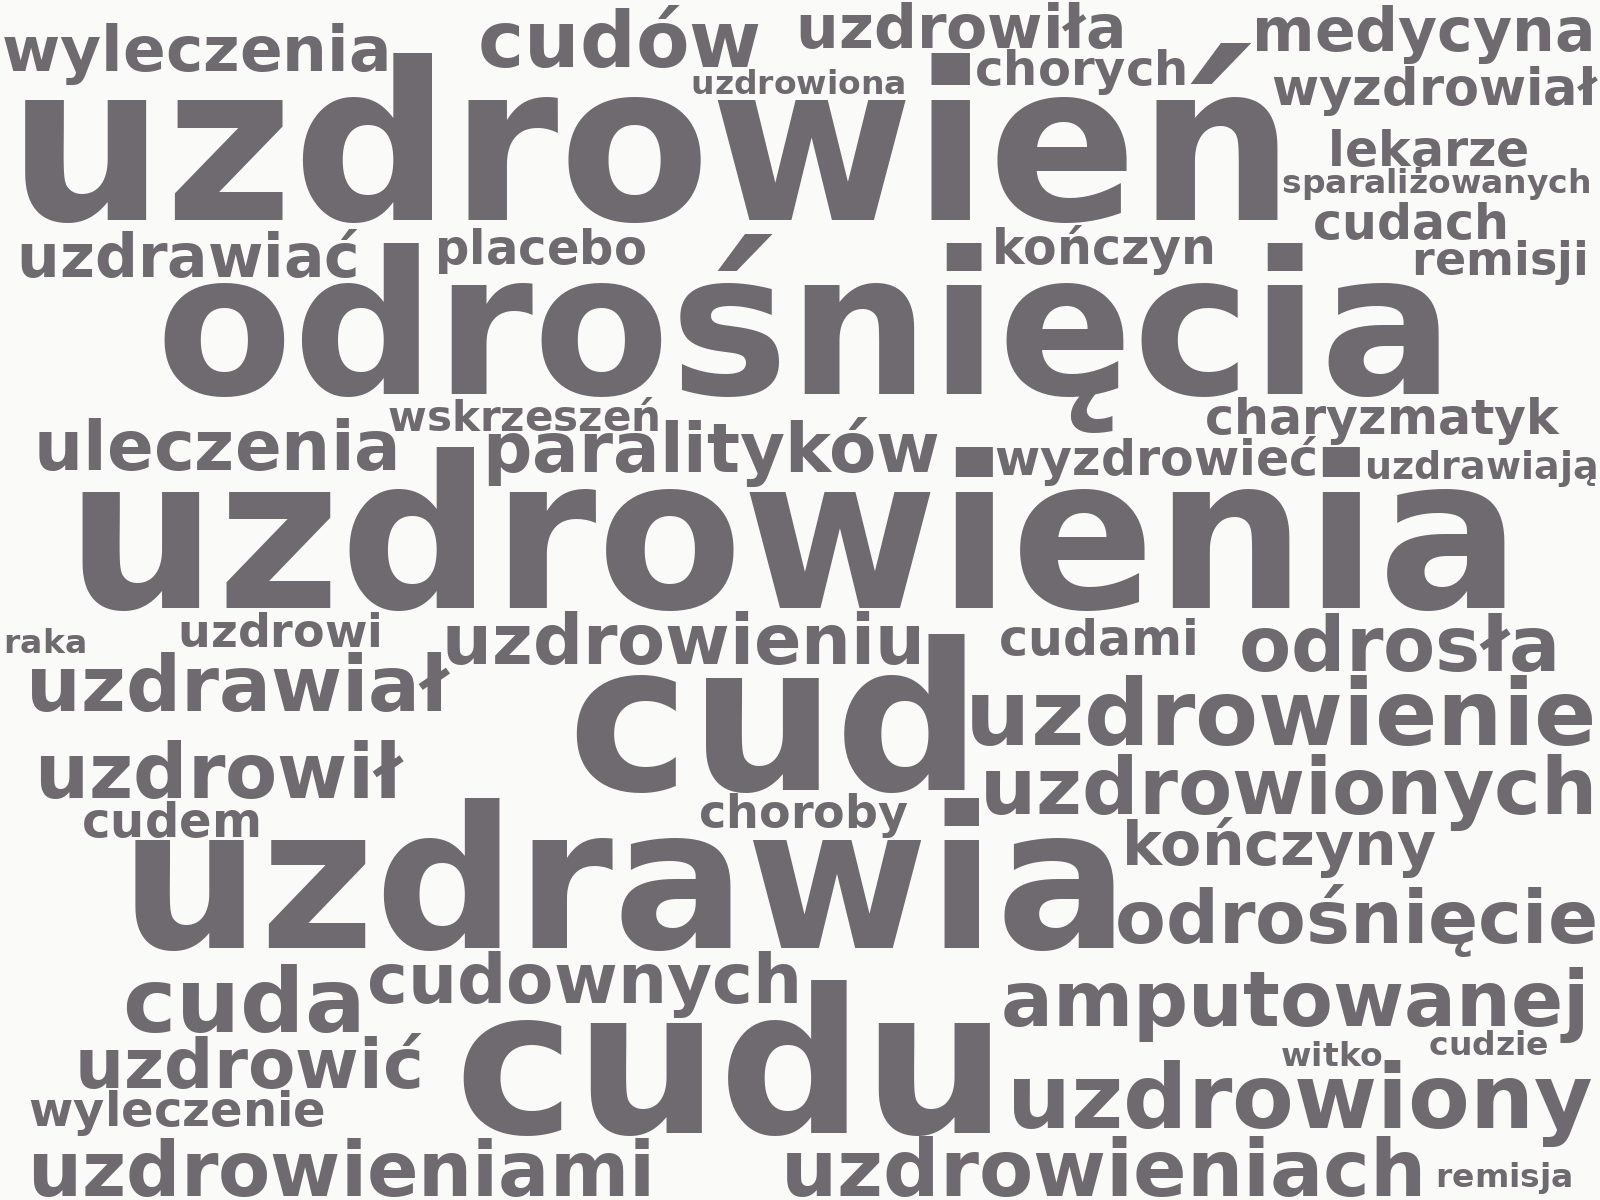 wyleczenia cudów uzdrowiła medycyna
uzdrowiona chorych wyzdrowiał
uzdrowień
lekarze
sparaliżowanych
cudach
uzdrawiać placebo kończyn remisji
odrośnięcia
wskrzeszeń charyzmatyk
uleczenia paralityków wyzdrowieć uzdrawiają
uzdrowienia
raka uzdrowi uzdrowieniu cudami odrosła
uzdrawiał
cud
uzdrowienie
uzdrowił
uzdrowionych
cudem choroby
uzdrawia
kończyny
odrośnięcie
cuda cudownych amputowanej
cudu
uzdrowić witko cudzie
wyleczenie uzdrowiony
uzdrowieniami uzdrowieniach remisja